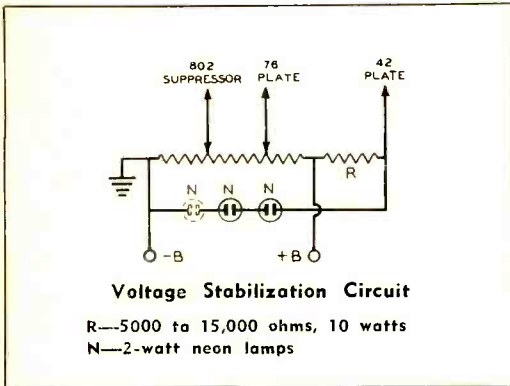 802 76 42
SUPPRESSOR PLATE PLATE
R
N N N
-B +B
Voltage Stabilization Circuit
R—5000 ta 15,000 ohms, 10 watts
N—2-watt neon lamps